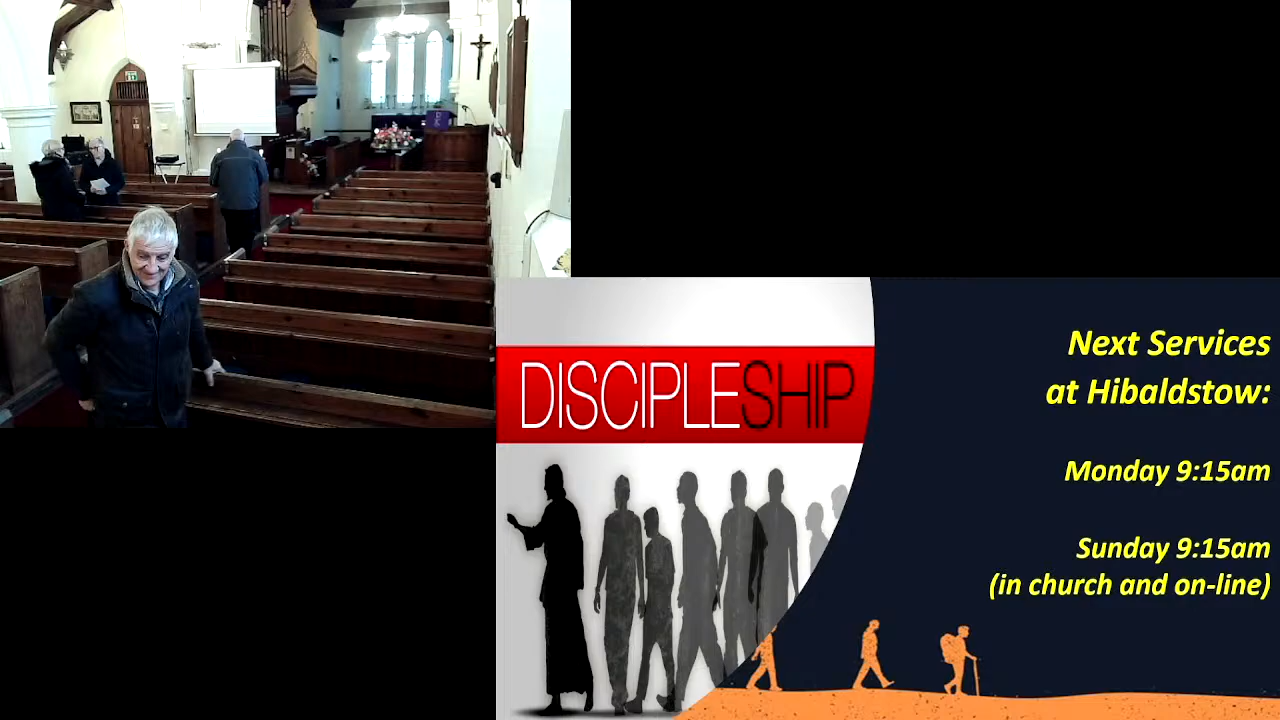 DISCIPLESHIP
Next Services
at Hibaldstow:
Monday 9:15am
Sunday 9:15am
(in church and on-line)